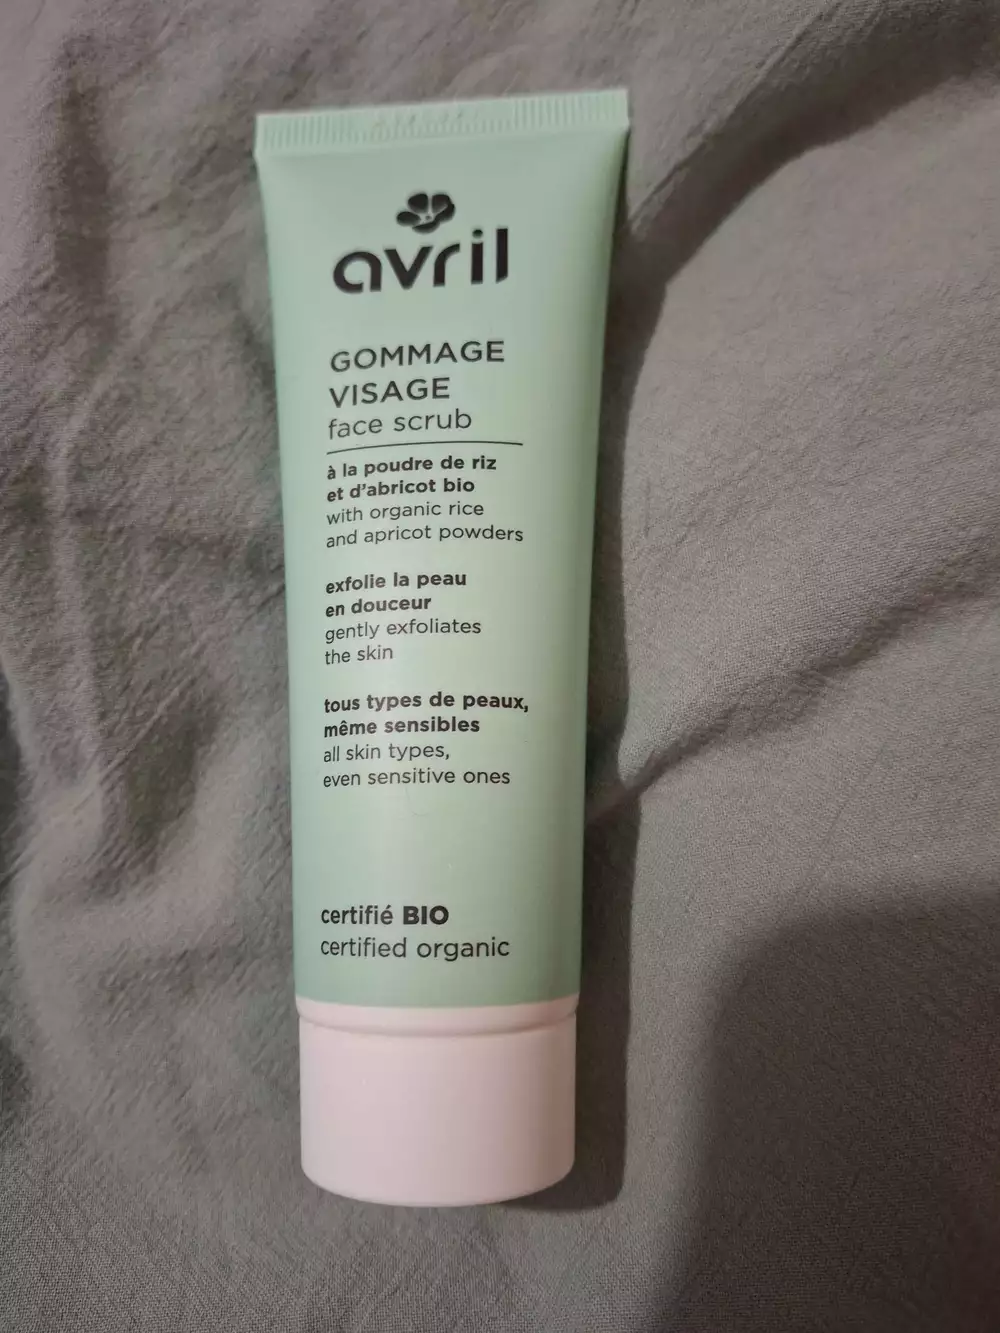 avril
GOMMAGE
VISAGE
face scrub
à la poudre de riz
et d'abricot bio
with organic rice
and apricot powders
exfolie la peau
en douceur
gently exfoliates
the skin
tous types de peaux,
même sensibles
all skin types,
even sensitive ones
certifié BIO
certified organic